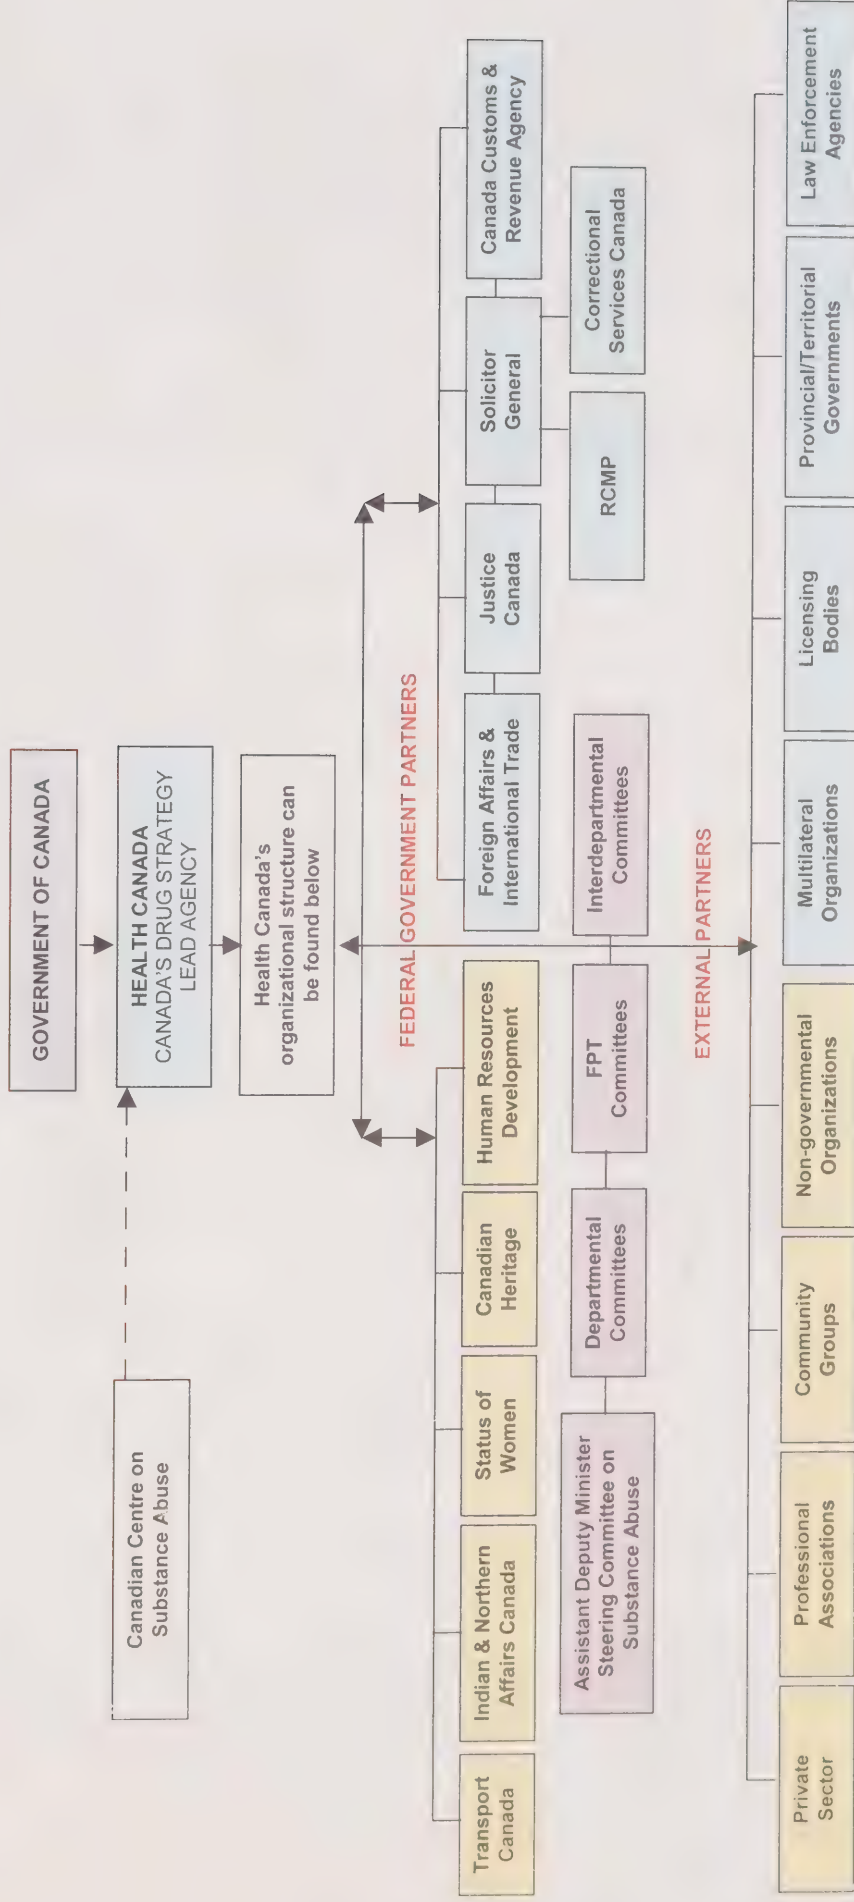 GOVERNMENT OF CANADA
Canadian Centre on
Substance Abuse
HEALTH CANADA
CANADA'S DRUG STRATEGY
LEAD AGENCY
Health Canada's
organizational structure can
be found below
FEDERAL GOVERNMENT PARTNERS
Transport
Canada
Indian & Northern
Affairs Canada
Status of
Women
Canadian
Heritage
Human Resources
Development
Foreign Affairs &
International Trade
Justice
Canada
Solicitor
General
Canada Customs &
Revenue Agency
RCMP
Correctional
Services Canada
Assistant Deputy Minister
Steering Committee on
Substance Abuse
Departmental
Committees
FPT
Committees
Interdepartmental
Committees
EXTERNAL PARTNERS
Private
Sector
Professional
Associations
Community
Groups
Non-governmental
Organizations
Multilateral
Organizations
Licensing
Bodies
Provincial/Territorial
Governments
Law Enforcement
Agencies